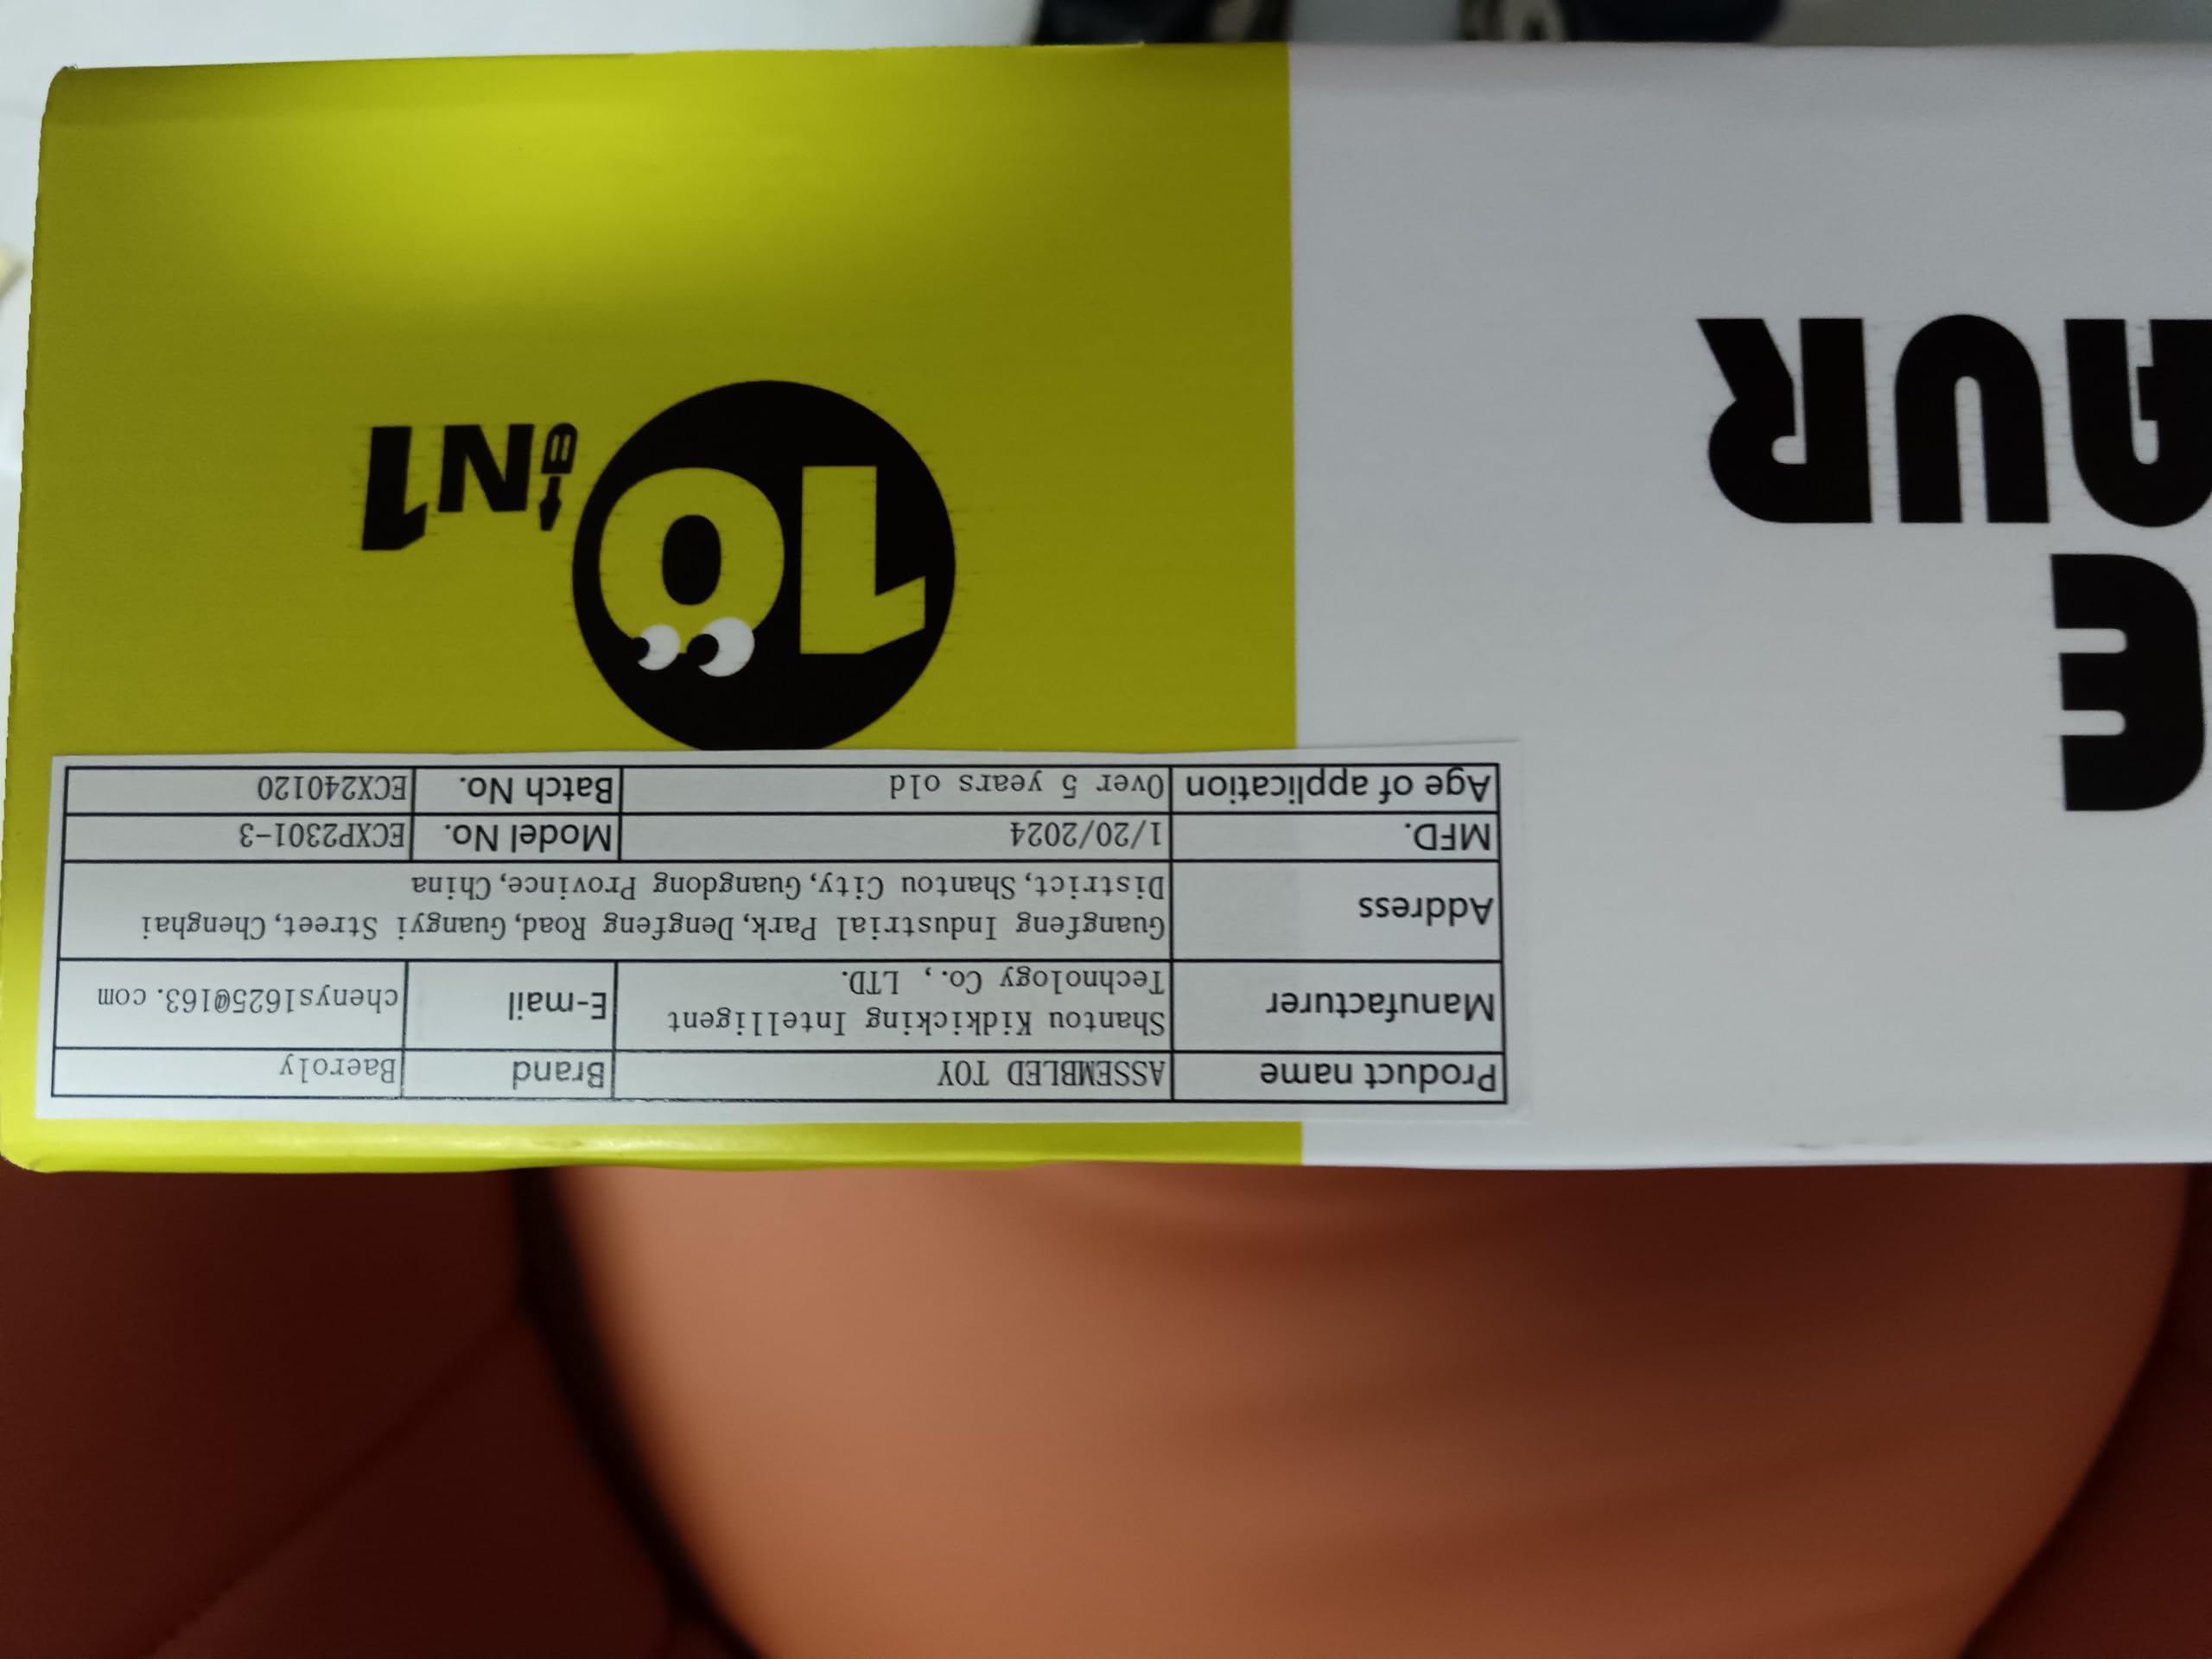 Product name ASSEMBLED TOY Brand Baeroly
Manufacturer Shantou Kidkicking Intelligent Technology Co., LTD. E-mail chenys1625@163.com
Address Guangfeng Industrial Park, Dengfeng Road, Guangyi Street, Chenghai
District, Shantou City, Guangdong Province, China
MFD. 1/20/2024 Model No. ECXP2301-3
Age of application Over 5 years old Batch No. ECX240120
E
AUR
10 iN1